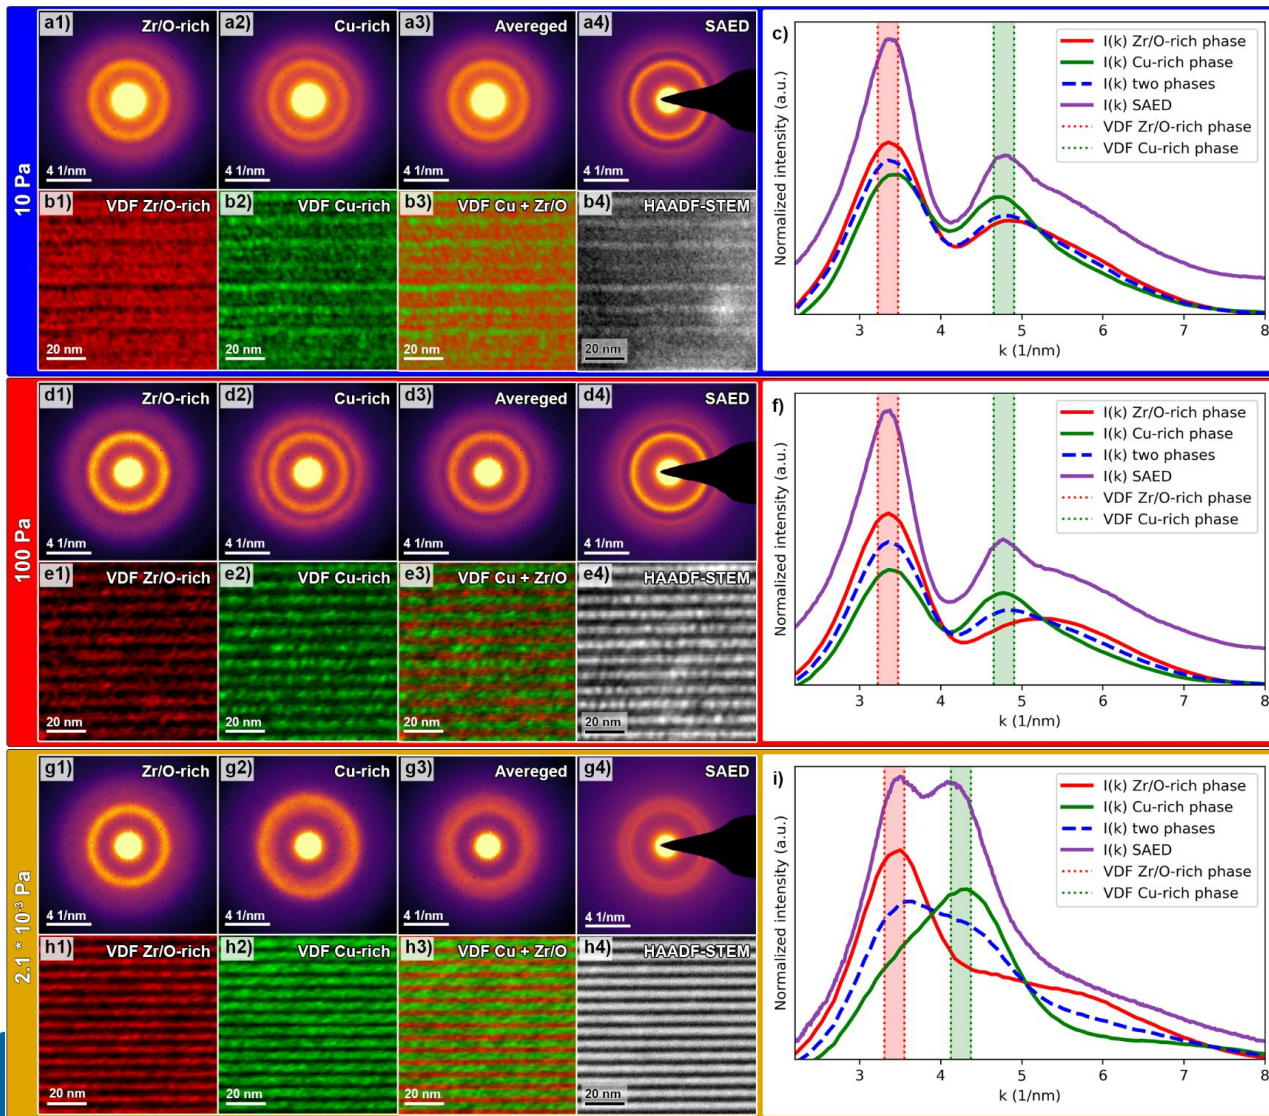 10 Pa
a1) Zr/O-rich
4 1/nm
a2) Cu-rich
4 1/nm
a3) Avereged
4 1/nm
a4) SAED
4 1/nm
b1) VDF Zr/O-rich
20 nm
b2) VDF Cu-rich
20 nm
b3) VDF Cu + Zr/O
20 nm
b4) HAADF-STEM
20 nm
c)
I(k) Zr/O-rich phase
I(k) Cu-rich phase
I(k) two phases
I(k) SAED
VDF Zr/O-rich phase
VDF Cu-rich phase
Normalized intensity (a.u.)
3 4 5 6 7 8
k (1/nm)
100 Pa
d1) Zr/O-rich
4 1/nm
d2) Cu-rich
4 1/nm
d3) Avereged
4 1/nm
d4) SAED
4 1/nm
e1) VDF Zr/O-rich
20 nm
e2) VDF Cu-rich
20 nm
e3) VDF Cu + Zr/O
20 nm
e4) HAADF-STEM
20 nm
f)
I(k) Zr/O-rich phase
I(k) Cu-rich phase
I(k) two phases
I(k) SAED
VDF Zr/O-rich phase
VDF Cu-rich phase
Normalized intensity (a.u.)
3 4 5 6 7 8
k (1/nm)
2.1 * 10⁻³ Pa
g1) Zr/O-rich
4 1/nm
g2) Cu-rich
4 1/nm
g3) Avereged
4 1/nm
g4) SAED
4 1/nm
h1) VDF Zr/O-rich
20 nm
h2) VDF Cu-rich
20 nm
h3) VDF Cu + Zr/O
20 nm
h4) HAADF-STEM
20 nm
i)
I(k) Zr/O-rich phase
I(k) Cu-rich phase
I(k) two phases
I(k) SAED
VDF Zr/O-rich phase
VDF Cu-rich phase
Normalized intensity (a.u.)
3 4 5 6 7 8
k (1/nm)